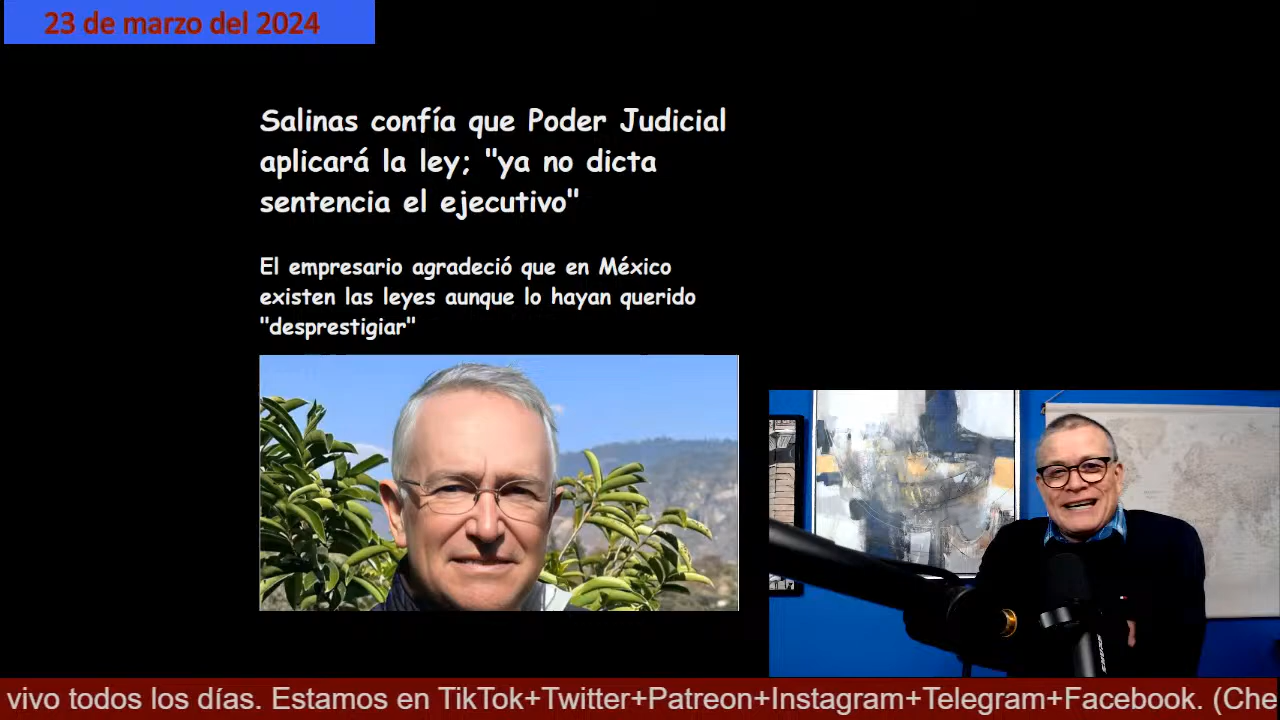 23 de marzo del 2024
Salinas confía que Poder Judicial
aplicará la ley; "ya no dicta
sentencia el ejecutivo"
El empresario agradeció que en México
existen las leyes aunque lo hayan querido
"desprestigiar"
vivo todos los días. Estamos en TikTok+Twitter+Patreon+Instagram+Telegram+Facebook. (Che